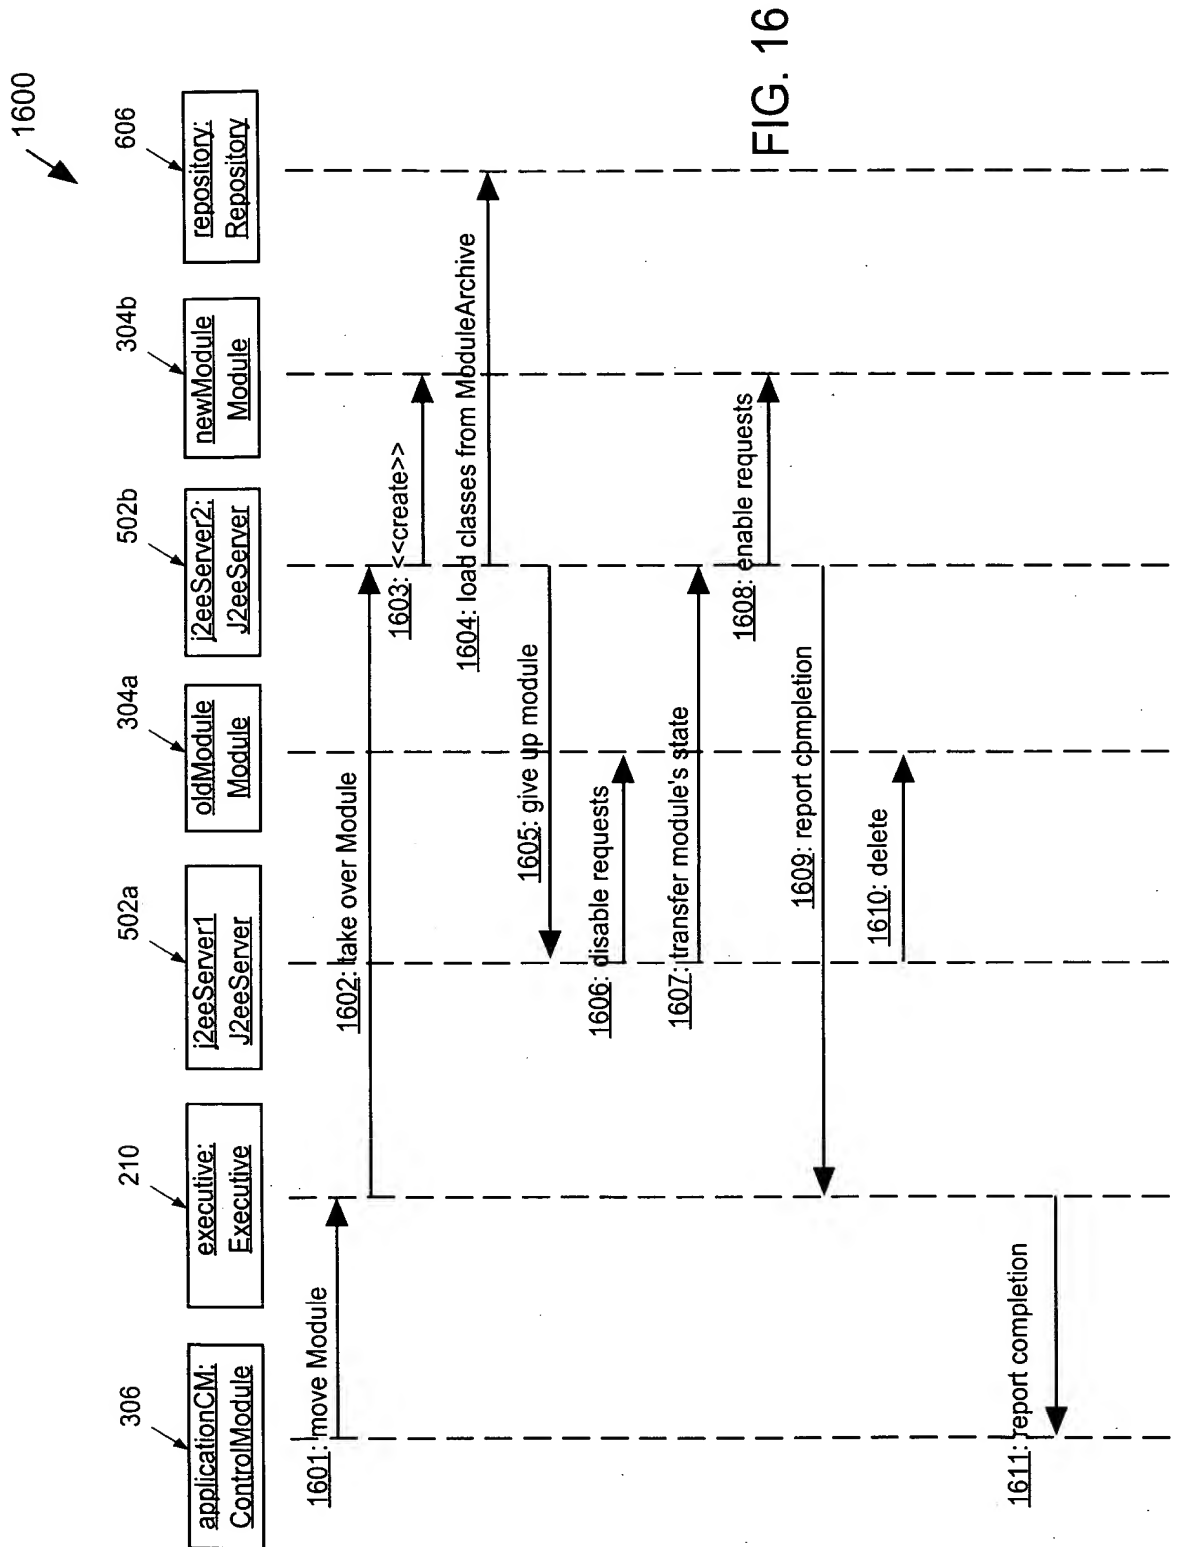 1600
306
210
502a
304a
502b
304b
606
applicationCM:
ControlModule
executive:
Executive
j2eeServer1
J2eeServer
oldModule
Module
j2eeServer2:
J2eeServer
newModule
Module
repository:
Repository
1601: move Module
1602: take over Module
1603: <<create>>
1604: load classes from ModuleArchive
1605: give up module
1606: disable requests
1607: transfer module's state
1608: enable requests
1609: report completion
1610: delete
1611: report completion
FIG. 16